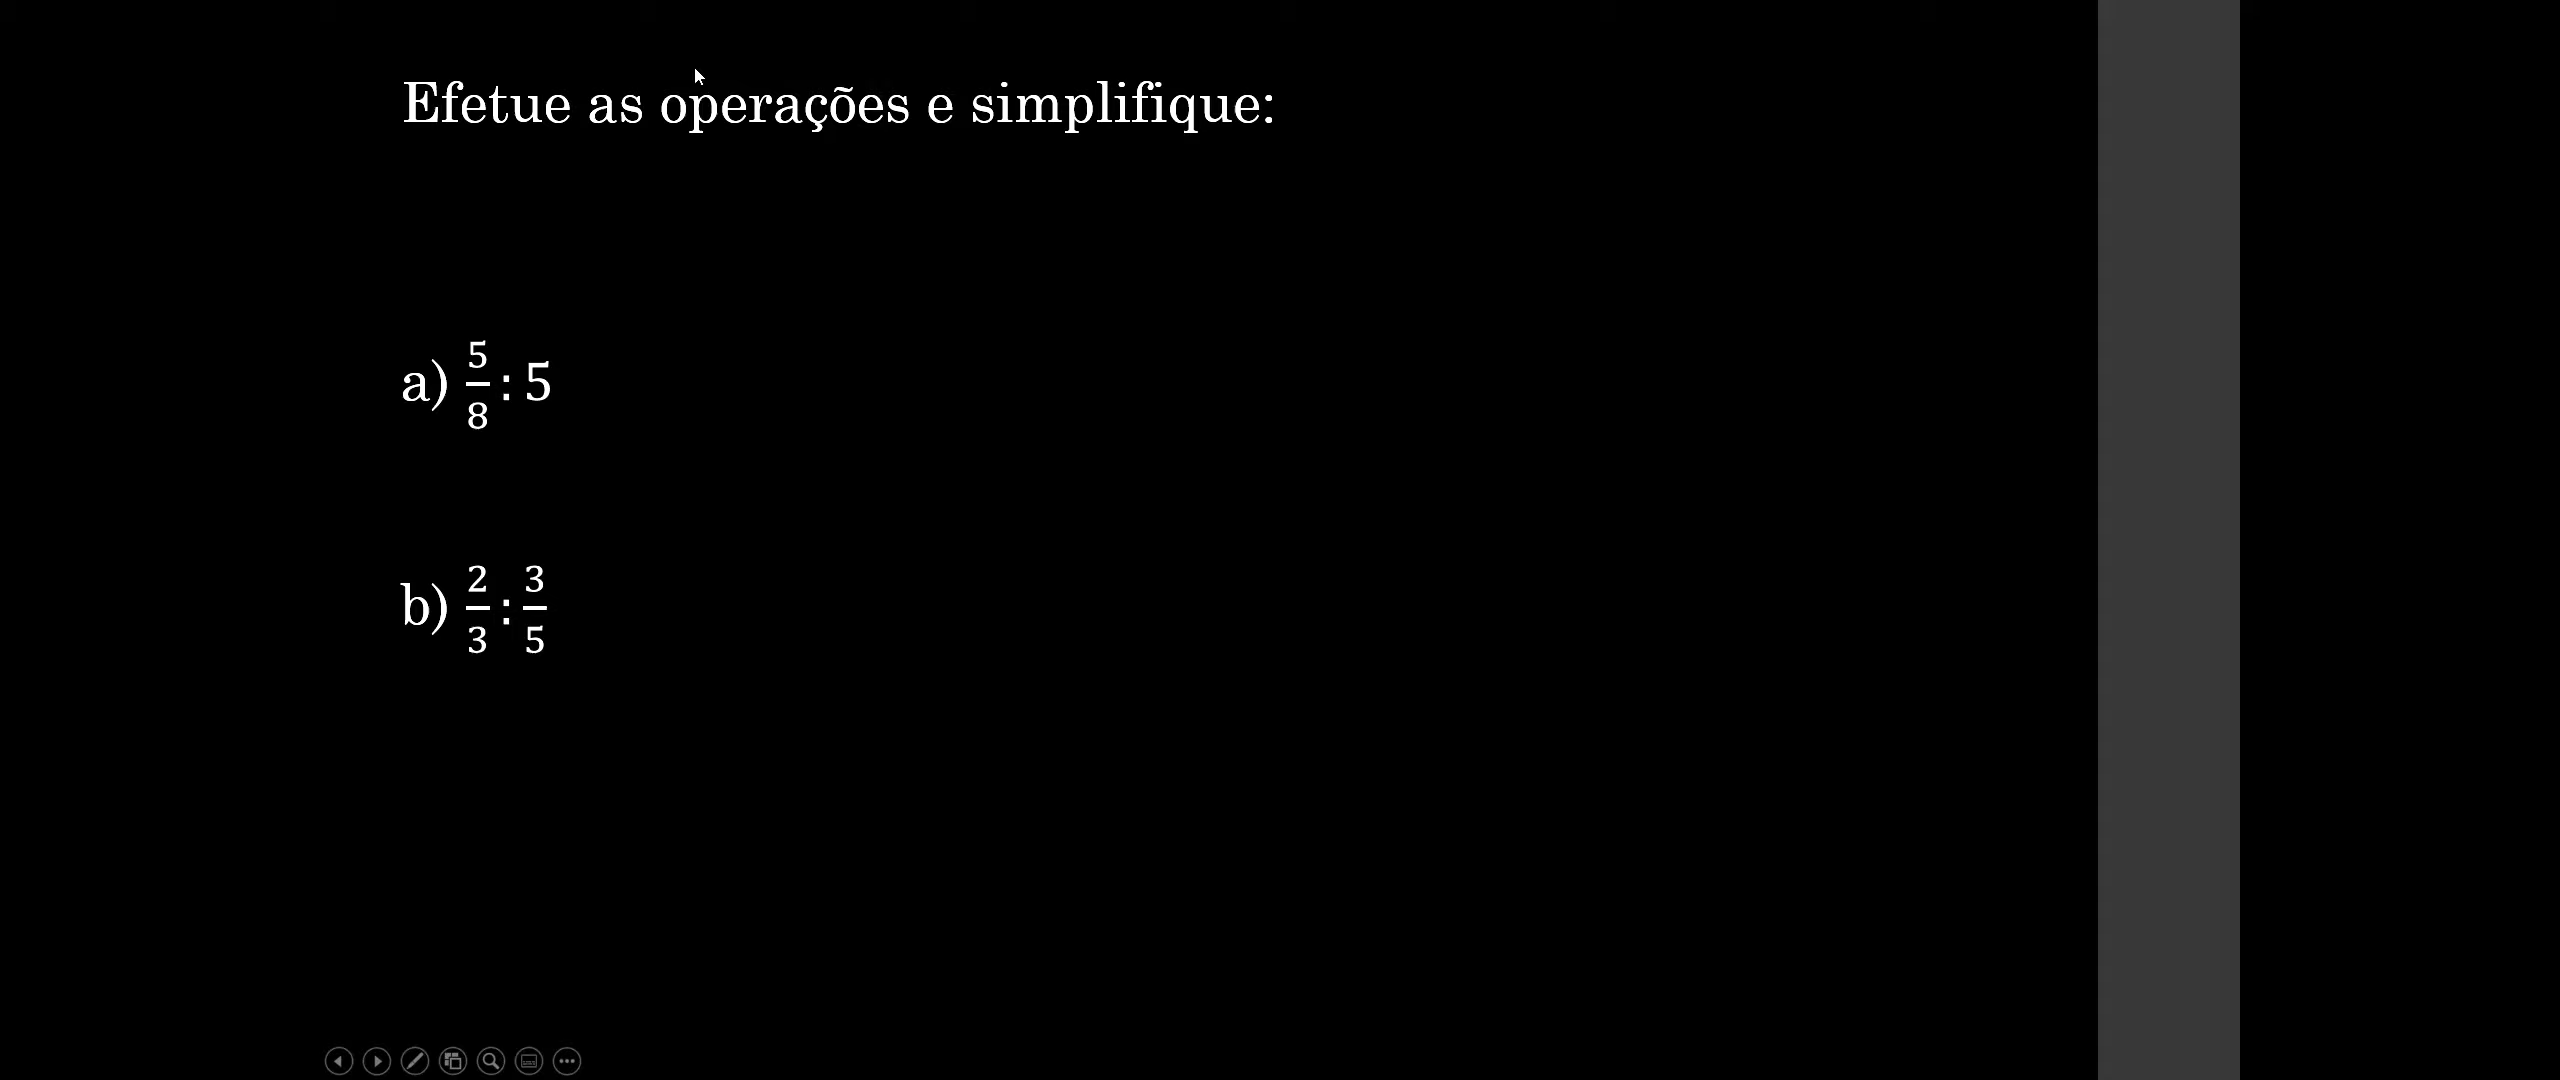 Efetue as operações e simplifique:
a) 5/8 : 5
b) 2/3 : 3/5